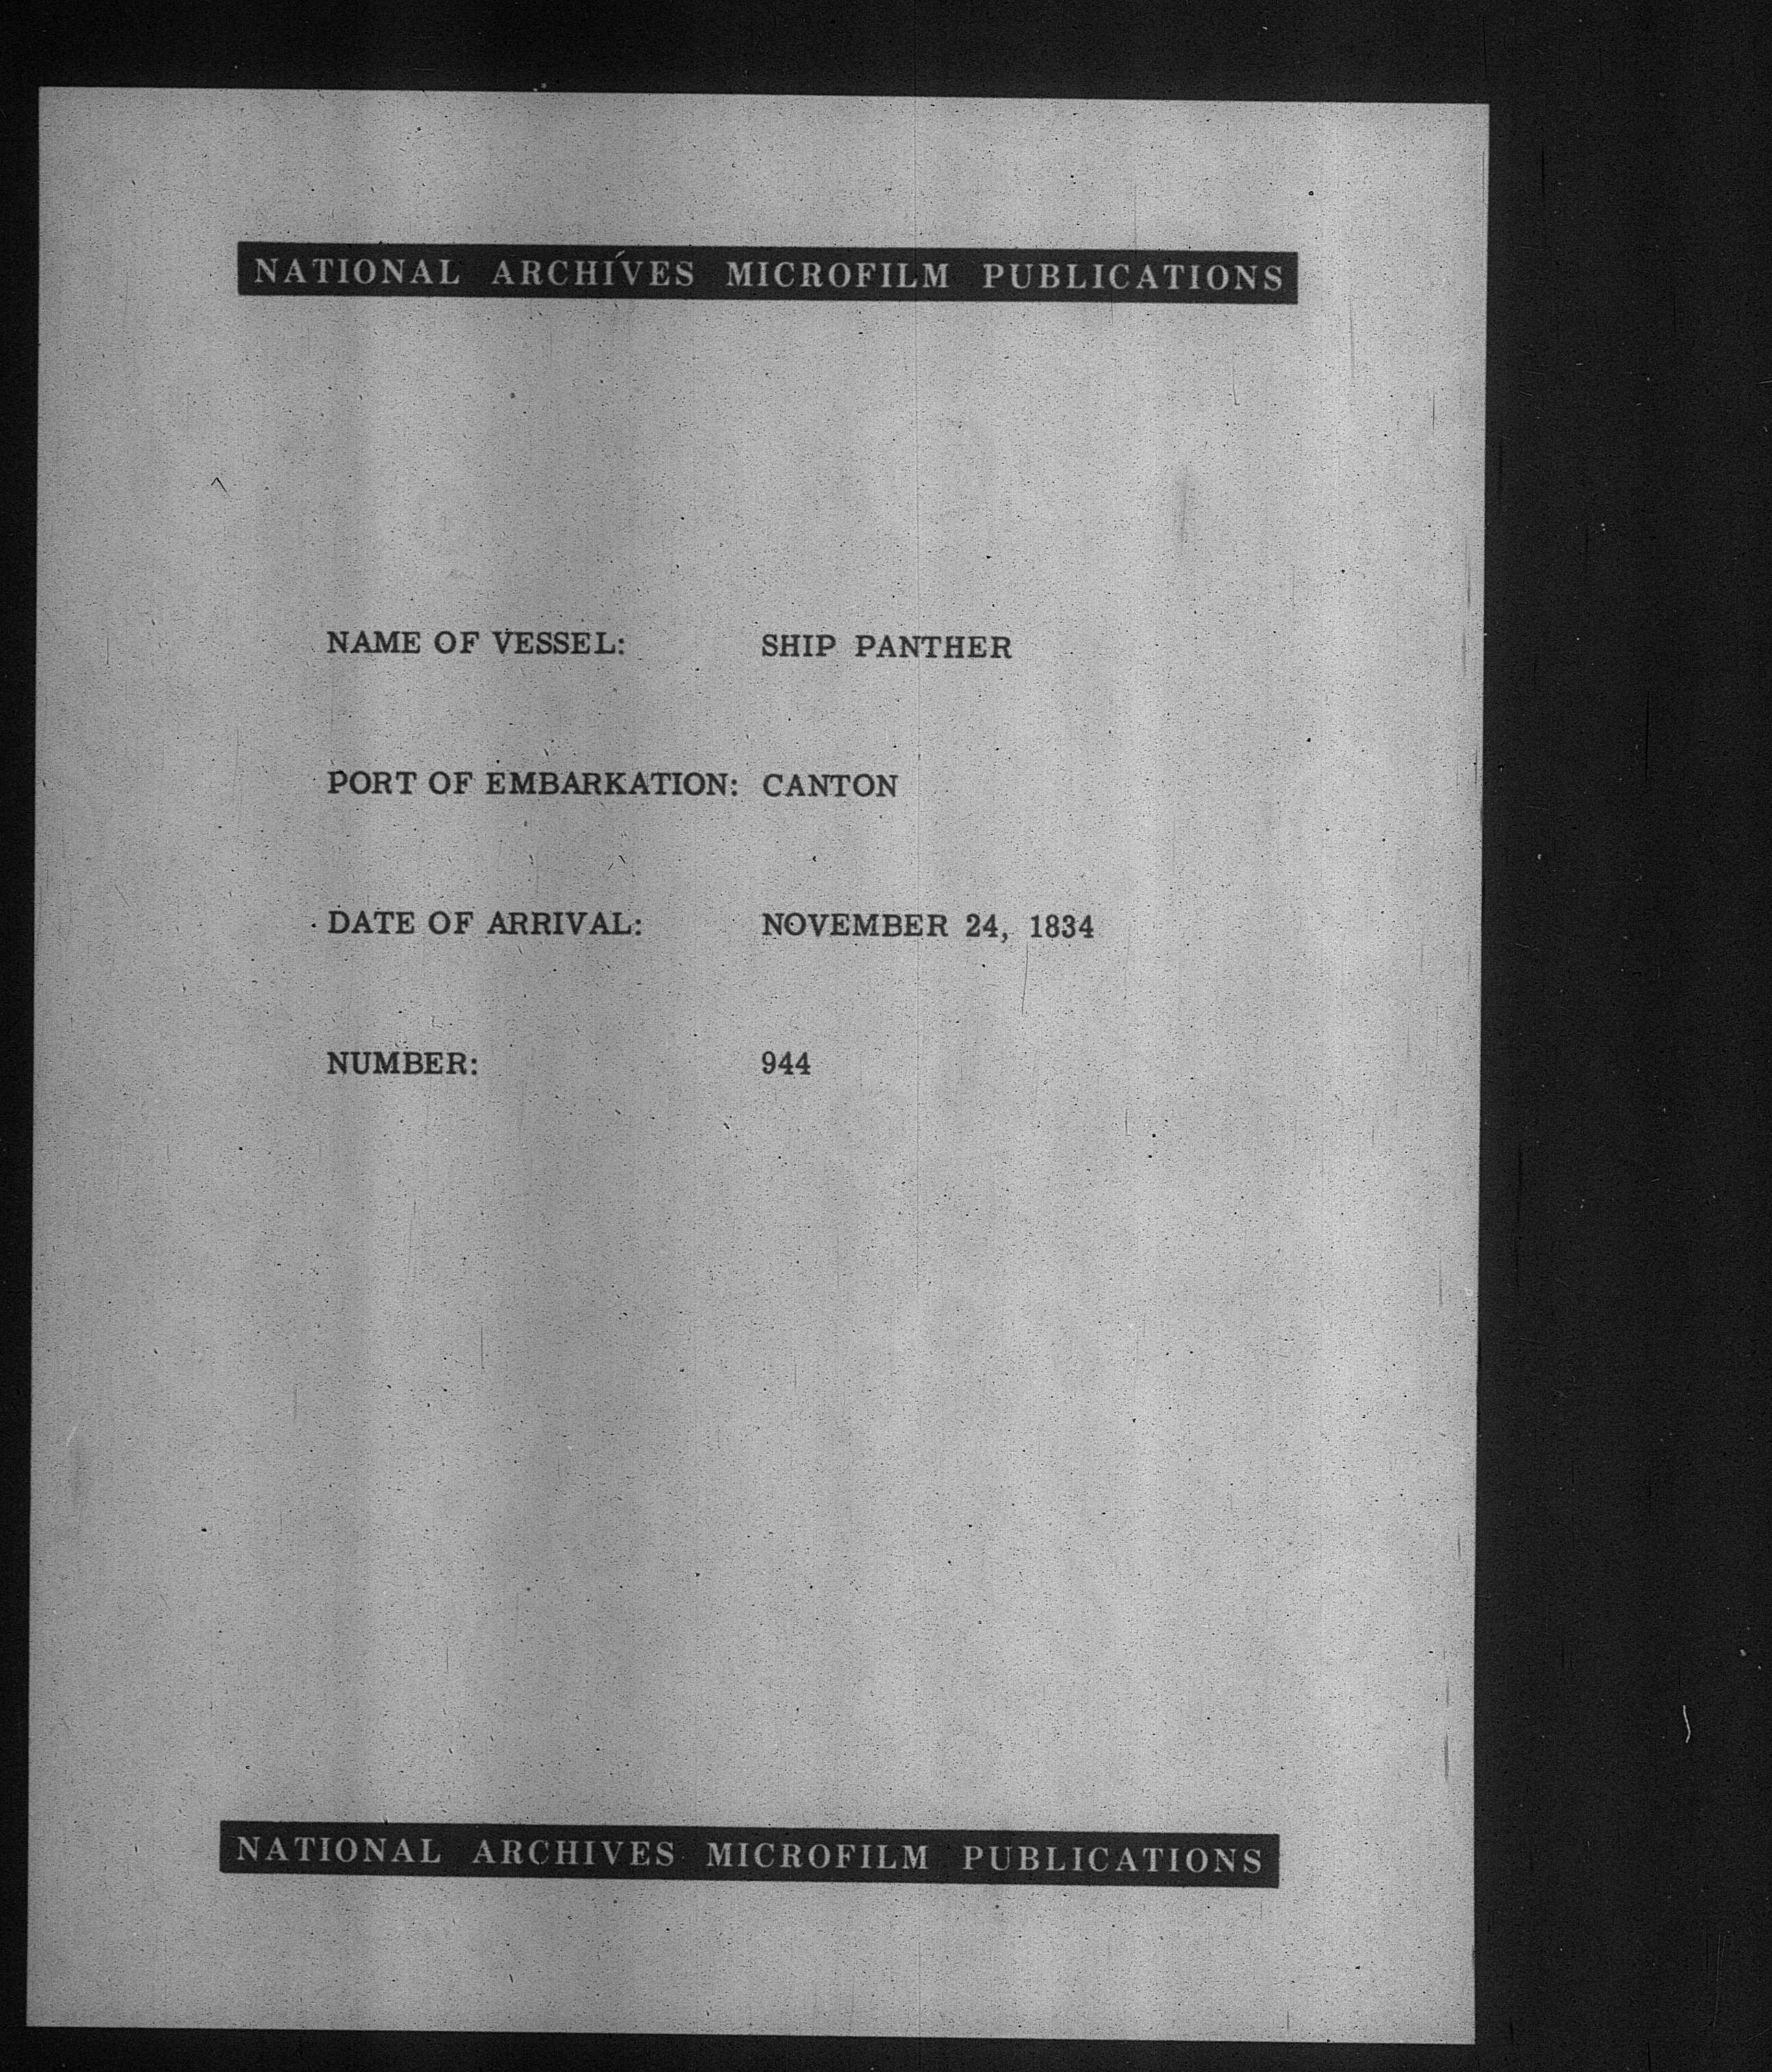 NATIONAL ARCHIVES MICROFILM PUBLICATIONS
NAME OF VESSEL: SHIP PANTHER
PORT OF EMBARKATION: CANTON
DATE OF ARRIVAL: NOVEMBER 24, 1834
NUMBER: 944
NATIONAL ARCHIVES MICROFILM PUBLICATIONS